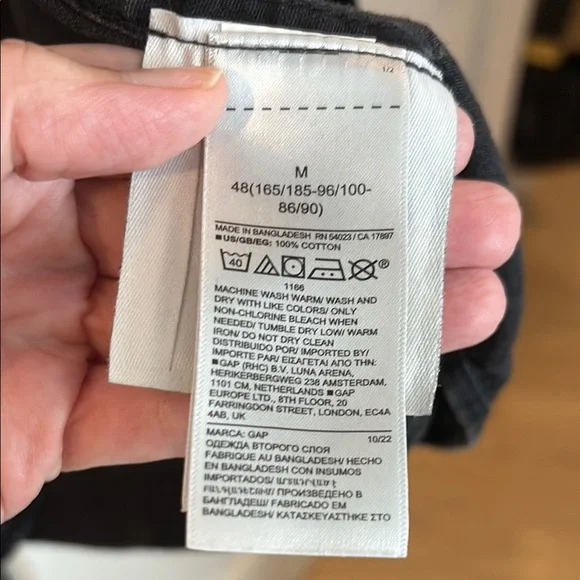 1/2
M
48(165/185-96/100-
86/90)
MADE IN BANGLADESH RN 54023 / CA 17897
■US/GB/EG: 100% COTTON
40
1166
MACHINE WASH WARM/ WASH AND
DRY WITH LIKE COLORS/ ONLY
NON-CHLORINE BLEACH WHEN
NEEDED/ TUMBLE DRY LOW/ WARM
IRON/ DO NOT DRY CLEAN
DISTRIBUIDO POR/ IMPORTED BY/
IMPORTE PAR/ ΕΙΣΑΓΕΤΑΙ ΑΠΟ ΤΗΝ:
■GAP (RHC) B.V. LUNA ARENA,
HERIKERBERGWEG 238 AMSTERDAM,
1101 CM, NETHERLANDS ■GAP
EUROPE LTD., 8TH FLOOR, 20
FARRINGDON STREET, LONDON, EC4A
4AB, UK
MARCA: GAP 10/22
ОДЕЖДА ВТОРОГО СЛОЯ
FABRIQUE AU BANGLADESH/ HECHO
EN BANGLADESH CON INSUMOS
IMPORTADOS/
ПРОИЗВЕДЕНО В
БАНГЛАДЕШ/ FABRICADO EM
BANGLADESH/ ΚΑΤΑΣΚΕΥΑΣΤΗΚΕ ΣΤΟ